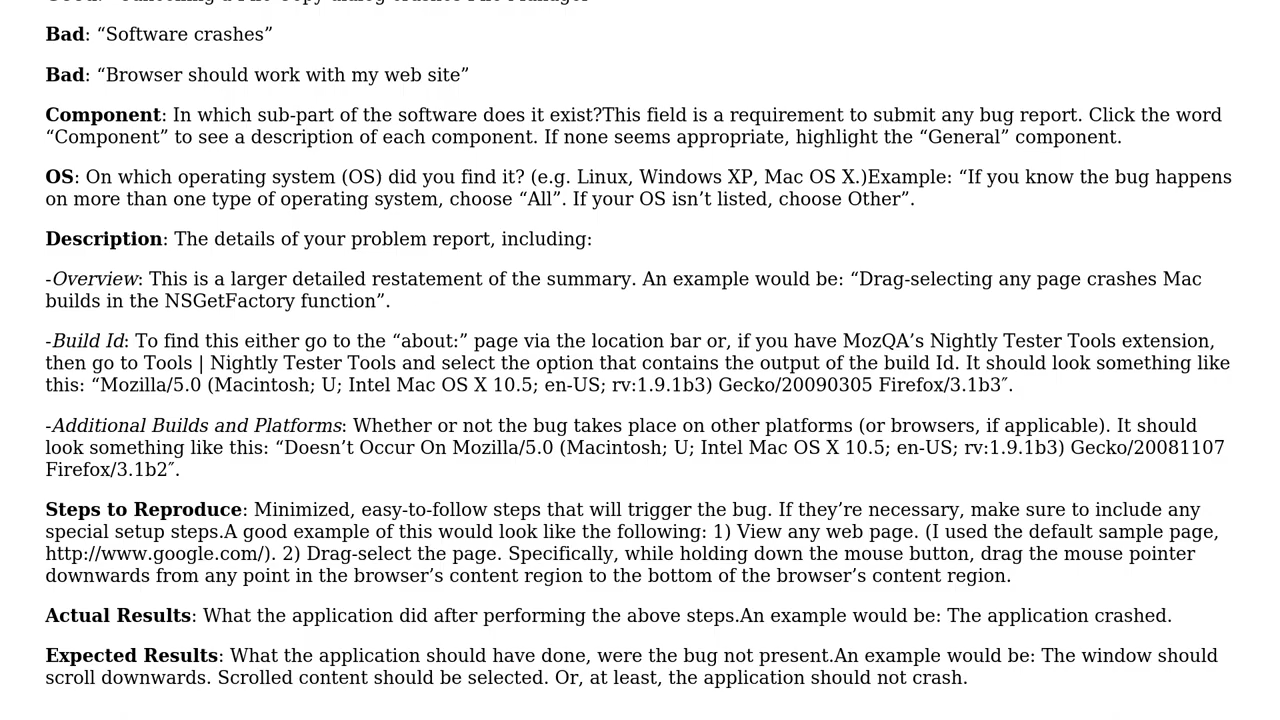 Bad: “Software crashes”
Bad: “Browser should work with my web site”
Component: In which sub-part of the software does it exist?This field is a requirement to submit any bug report. Click the word
“Component” to see a description of each component. If none seems appropriate, highlight the “General” component.
OS: On which operating system (OS) did you find it? (e.g. Linux, Windows XP, Mac OS X.)Example: “If you know the bug happens
on more than one type of operating system, choose “All”. If your OS isn’t listed, choose Other”.
Description: The details of your problem report, including:
-Overview: This is a larger detailed restatement of the summary. An example would be: “Drag-selecting any page crashes Mac
builds in the NSGetFactory function”.
-Build Id: To find this either go to the “about:” page via the location bar or, if you have MozQA’s Nightly Tester Tools extension,
then go to Tools | Nightly Tester Tools and select the option that contains the output of the build Id. It should look something like
this: “Mozilla/5.0 (Macintosh; U; Intel Mac OS X 10.5; en-US; rv:1.9.1b3) Gecko/20090305 Firefox/3.1b3″.
-Additional Builds and Platforms: Whether or not the bug takes place on other platforms (or browsers, if applicable). It should
look something like this: “Doesn’t Occur On Mozilla/5.0 (Macintosh; U; Intel Mac OS X 10.5; en-US; rv:1.9.1b3) Gecko/20081107
Firefox/3.1b2″.
Steps to Reproduce: Minimized, easy-to-follow steps that will trigger the bug. If they’re necessary, make sure to include any
special setup steps.A good example of this would look like the following: 1) View any web page. (I used the default sample page,
http://www.google.com/). 2) Drag-select the page. Specifically, while holding down the mouse button, drag the mouse pointer
downwards from any point in the browser’s content region to the bottom of the browser’s content region.
Actual Results: What the application did after performing the above steps.An example would be: The application crashed.
Expected Results: What the application should have done, were the bug not present.An example would be: The window should
scroll downwards. Scrolled content should be selected. Or, at least, the application should not crash.